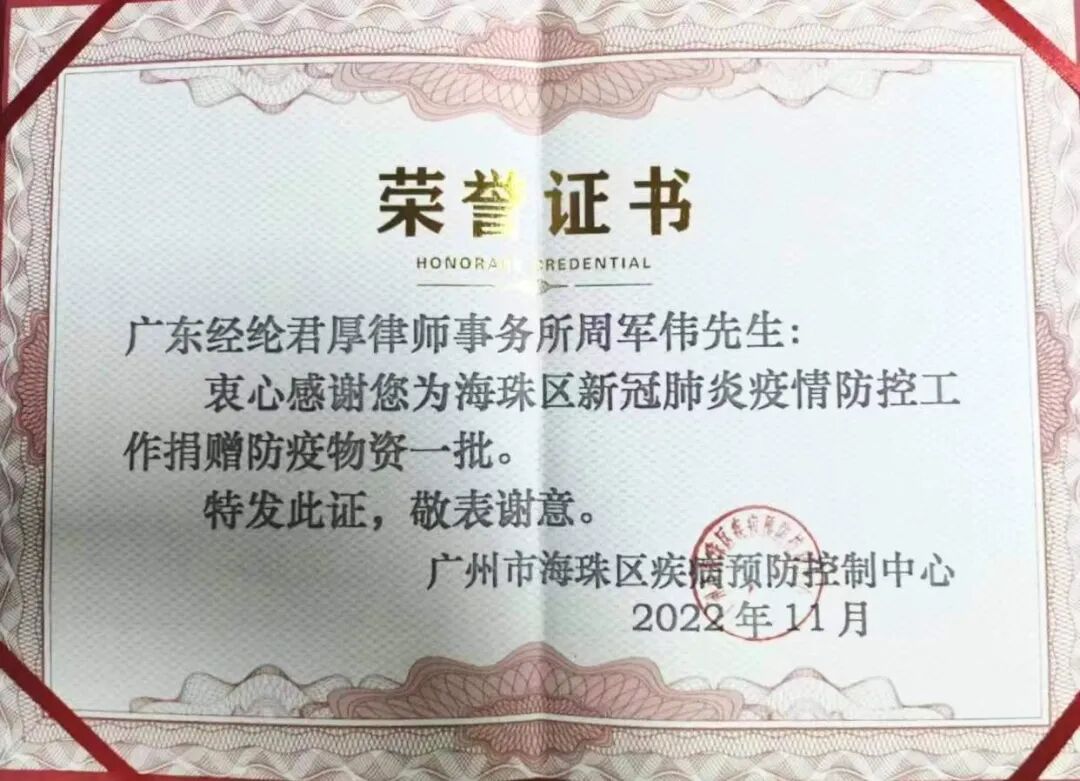 荣誉证书
HONORARY CREDENTIAL
广东经纶君厚律师事务所周军伟先生：
衷心感谢您为海珠区新冠肺炎疫情防控工
作捐赠防疫物资一批。
特发此证，敬表谢意。
广州市海珠区疾病预防控制中心
2022年11月